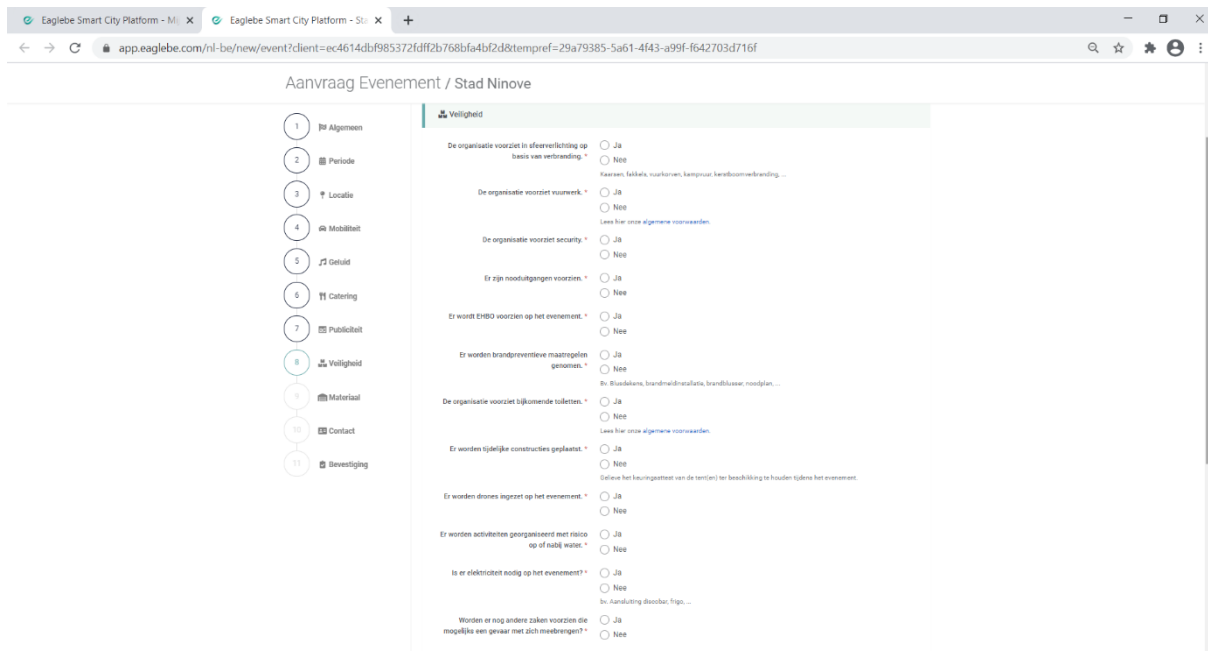 Eaglebe Smart City Platform - Mij
Eaglebe Smart City Platform - Sta
app.eaglebe.com/nl-be/new/event?client=ec4614dbf985372fdff2b768bfa4bf2d&tempref=29a79385-5a61-4f43-a99f-f642703d716f
Aanvraag Evenement / Stad Ninove
1 Algemeen
2 Periode
3 Locatie
4 Mobiliteit
5 Geluid
6 Catering
7 Publiciteit
8 Veiligheid
9 Materiaal
10 Contact
11 Bevestiging
Veiligheid
De organisatie voorziet in sfeerverlichting op
basis van verbranding. *
Ja
Nee
Kaarsen, fakkels, vuurkorven, kampvuur, kerstboomverbranding, ...
De organisatie voorziet vuurwerk. *
Ja
Nee
Lees hier onze algemene voorwaarden.
De organisatie voorziet security. *
Ja
Nee
Er zijn nooduitgangen voorzien. *
Ja
Nee
Er wordt EHBO voorzien op het evenement. *
Ja
Nee
Er worden brandpreventieve maatregelen
genomen. *
Ja
Nee
Bv. Blusdekens, brandmeldinstallatie, brandblusser, noodplan, ...
De organisatie voorziet bijkomende toiletten. *
Ja
Nee
Lees hier onze algemene voorwaarden.
Er worden tijdelijke constructies geplaatst. *
Ja
Nee
Gelieve het keuringsattest van de tent(en) ter beschikking te houden tijdens het evenement.
Er worden drones ingezet op het evenement. *
Ja
Nee
Er worden activiteiten georganiseerd met risico
op of nabij water. *
Ja
Nee
Is er elektriciteit nodig op het evenement? *
Ja
Nee
bv. Aansluiting discobar, frigo, ...
Worden er nog andere zaken voorzien die
mogelijks een gevaar met zich meebrengen? *
Ja
Nee